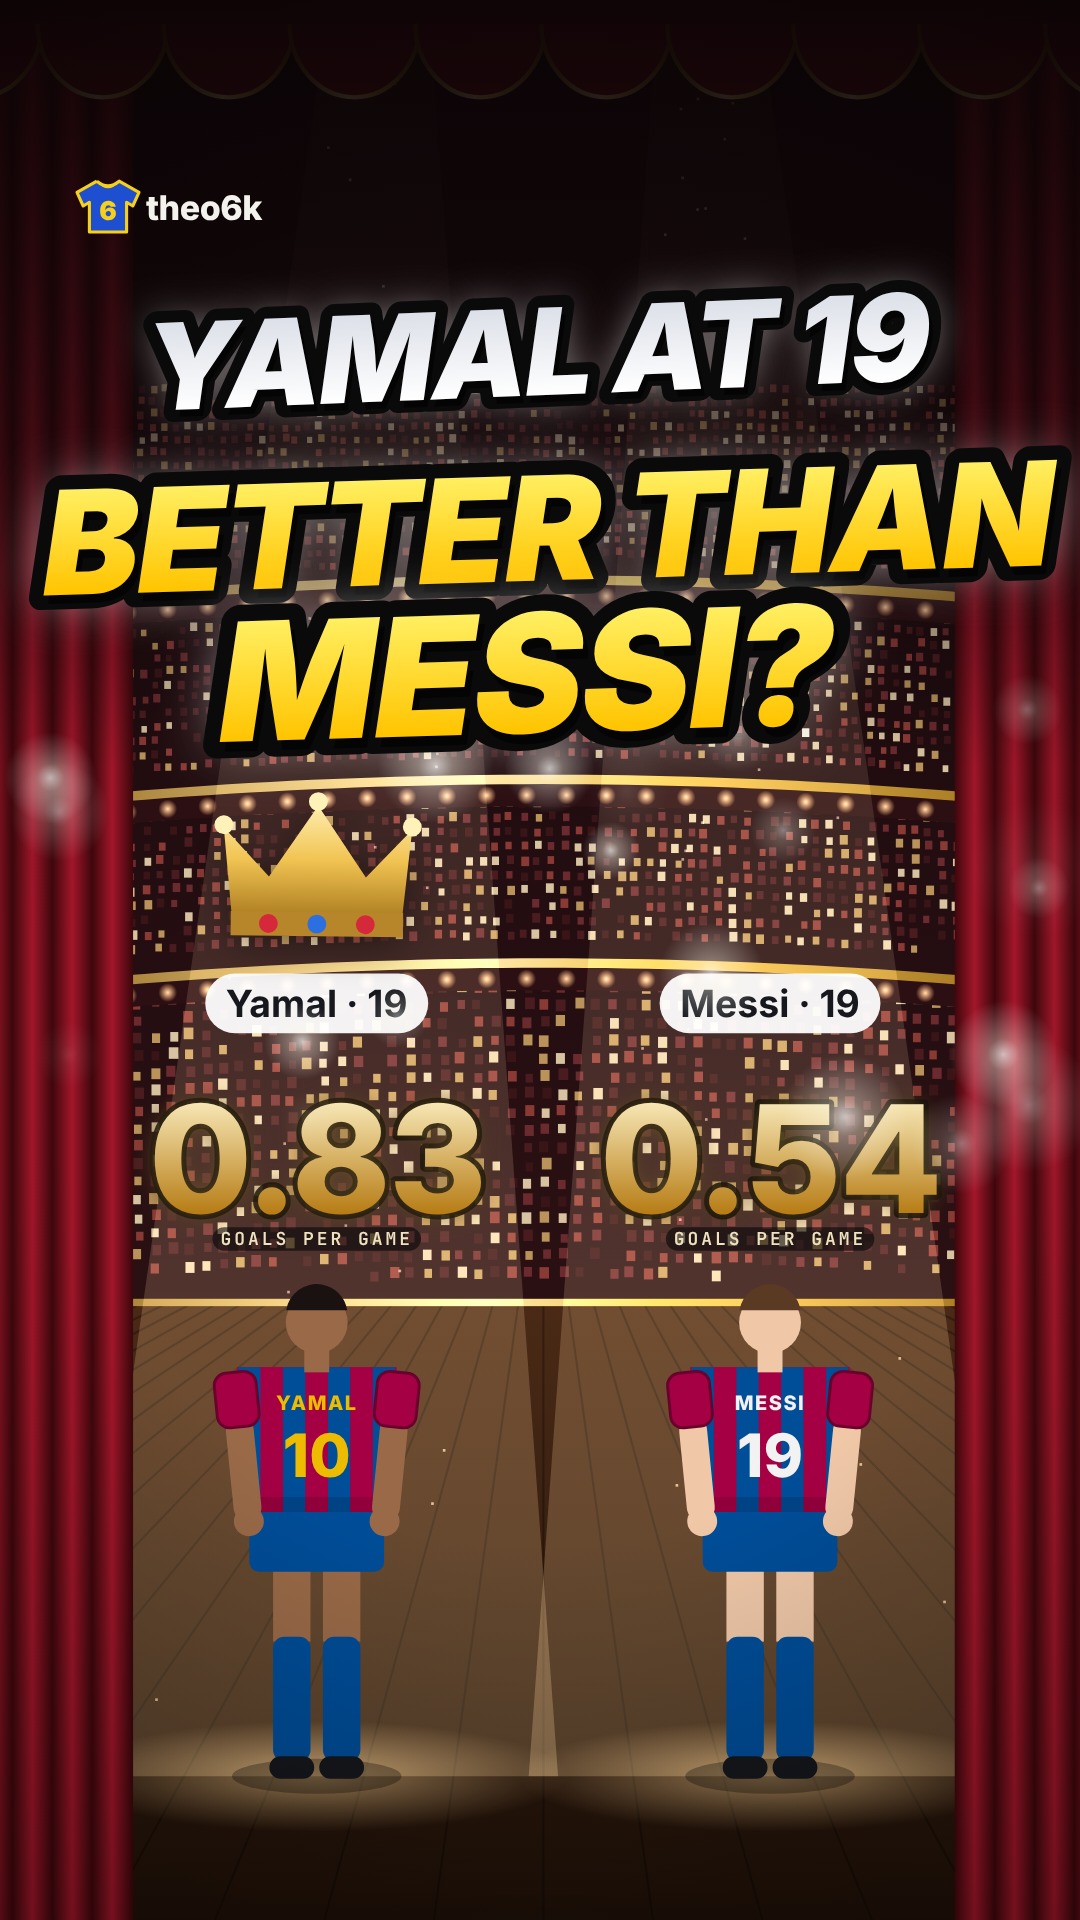 6 theo6k
YAMAL AT 19
BETTER THAN
MESSI?
Yamal · 19
Messi · 19
0.83
0.54
GOALS PER GAME
GOALS PER GAME
YAMAL
10
MESSI
19